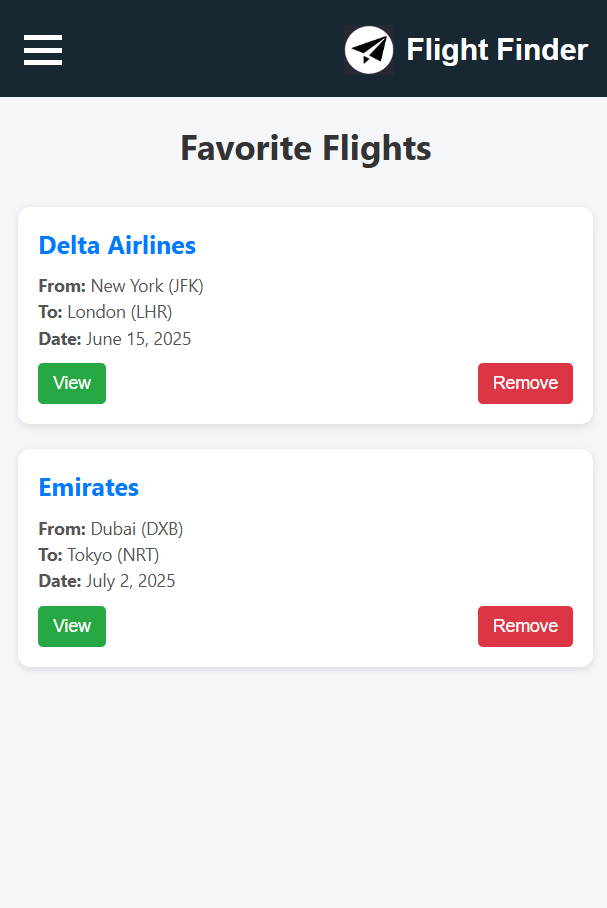 Flight Finder
Favorite Flights
Delta Airlines
From: New York (JFK)
To: London (LHR)
Date: June 15, 2025
View Remove
Emirates
From: Dubai (DXB)
To: Tokyo (NRT)
Date: July 2, 2025
View Remove